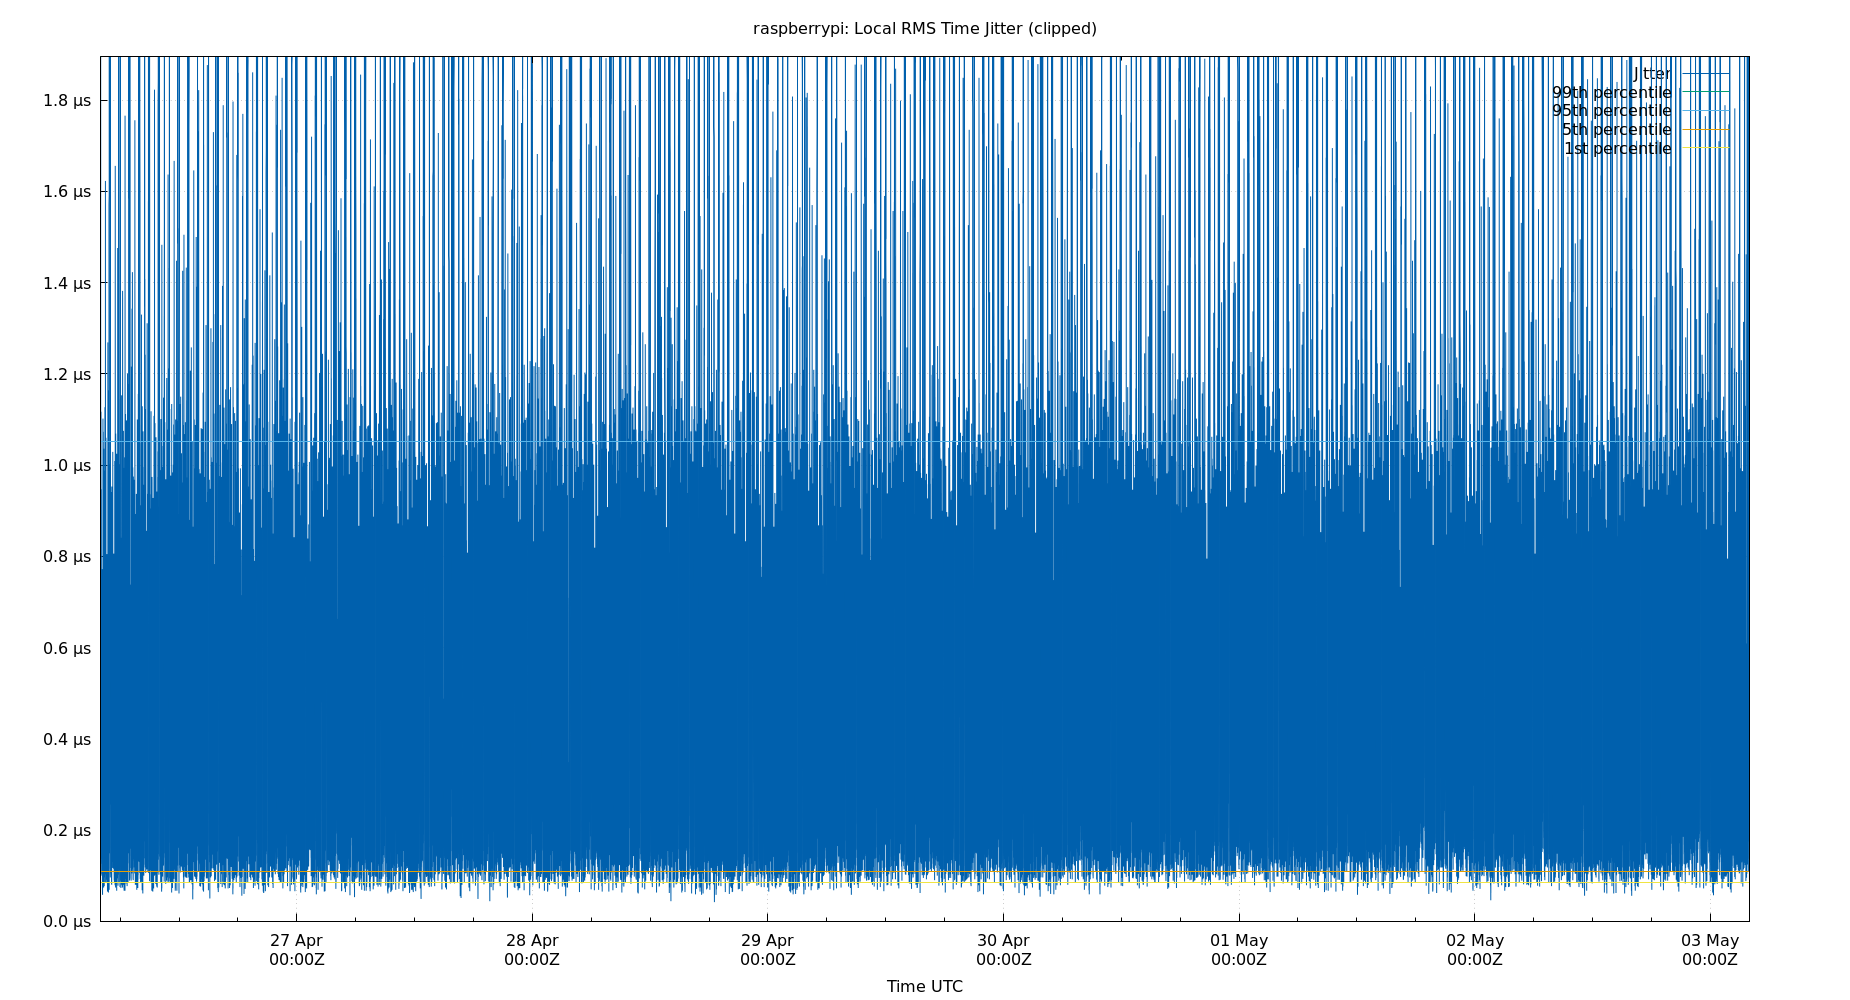 raspberrypi: Local RMS Time Jitter (clipped)
Jitter
99th percentile
95th percentile
5th percentile
1st percentile
1.8 µs
1.6 µs
1.4 µs
1.2 µs
1.0 µs
0.8 µs
0.6 µs
0.4 µs
0.2 µs
0.0 µs
27 Apr 28 Apr 29 Apr 30 Apr 01 May 02 May 03 May
00:00Z 00:00Z 00:00Z 00:00Z 00:00Z 00:00Z 00:00Z
Time UTC